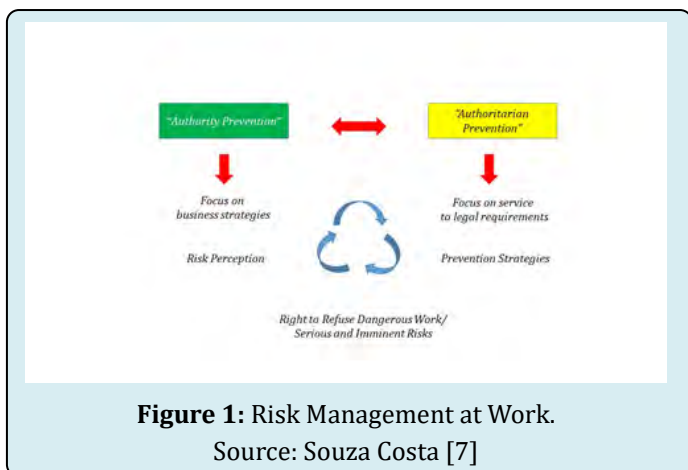 "Authority Prevention"
"Authoritarian
Prevention"
Focus on
business strategies
Focus on service
to legal requirements
Risk Perception
Prevention Strategies
Right to Refuse Dangerous Work/
Serious and Imminent Risks
Figure 1: Risk Management at Work.
Source: Souza Costa [7]